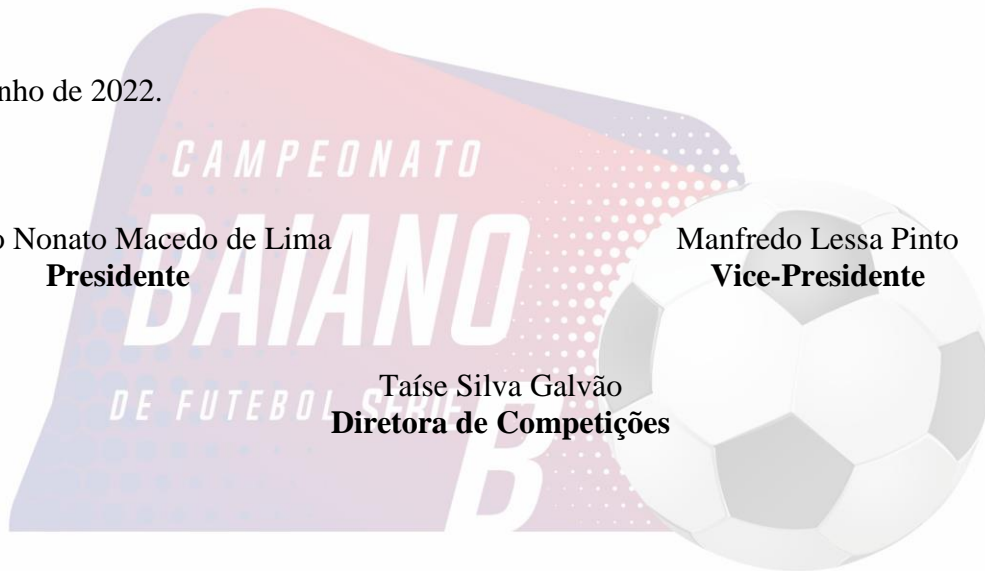 nho de 2022.
CAMPEONATO
o Nonato Macedo de Lima
Manfredo Lessa Pinto
Presidente
Vice-Presidente
BAIANO
Taíse Silva Galvão
DE FUTEBOL SÉRIE
Diretora de Competições
B